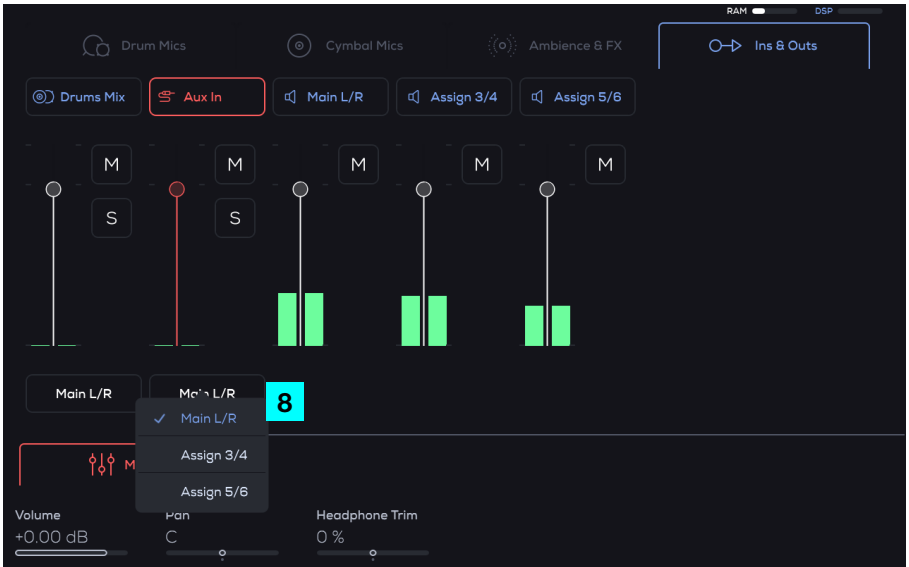 RAM DSP
Drum Mics Cymbal Mics Ambience & FX Ins & Outs
Drums Mix Aux In Main L/R Assign 3/4 Assign 5/6
M M M M M
S S
Main L/R Main L/R 8
Main L/R
Assign 3/4
M
Assign 5/6
Volume Pan Headphone Trim
+0.00 dB C 0 %